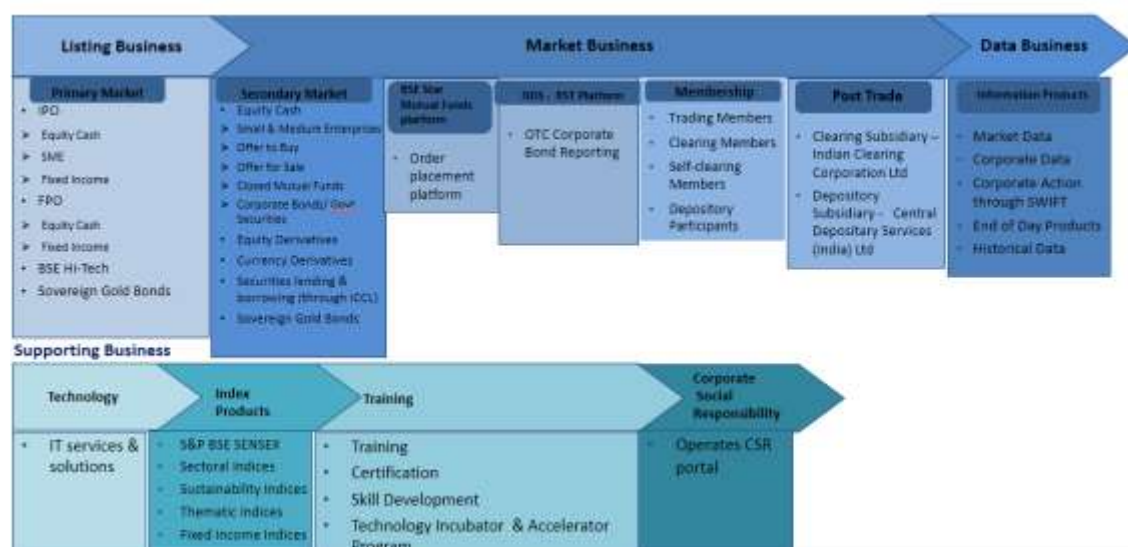 Listing Business
Market Business
Data Business
Primary Market
• IPO
➢ Equity Cash
➢ SME
➢ Fixed Income
• FPO
➢ Equity Cash
➢ Fixed Income
• BSE Hi-Tech
• Sovereign Gold Bonds
Secondary Market
• Equity Cash
➢ Small & Medium Enterprises
➢ Offer to Buy
➢ Offer for Sale
➢ Closed Mutual Funds
➢ Corporate Bonds/ Govt
Securities
• Equity Derivatives
• Currency Derivatives
• Securities lending &
borrowing (through ICCL)
• Sovereign Gold Bonds
BSE Star
Mutual Funds
platform
• Order
placement
platform
Platform
• OTC Corporate
Bond Reporting
Membership
• Trading Members
• Clearing Members
• Self-clearing
Members
• Depository
Participants
Post Trade
• Clearing Subsidiary –
Indian Clearing
Corporation Ltd
• Depository
Subsidiary – Central
Depositary Services
(India) Ltd
Information Products
• Market Data
• Corporate Data
• Corporate Action
through SWIFT
• End of Day Products
• Historical Data
Supporting Business
Technology
Index
Products
Training
Corporate
Social
Responsibility
• IT services &
solutions
• S&P BSE SENSEX
• Sectoral Indices
• Sustainability Indices
• Thematic Indices
• Fixed Income Indices
• Training
• Certification
• Skill Development
• Technology Incubator & Accelerator
Program
• Operates CSR
portal